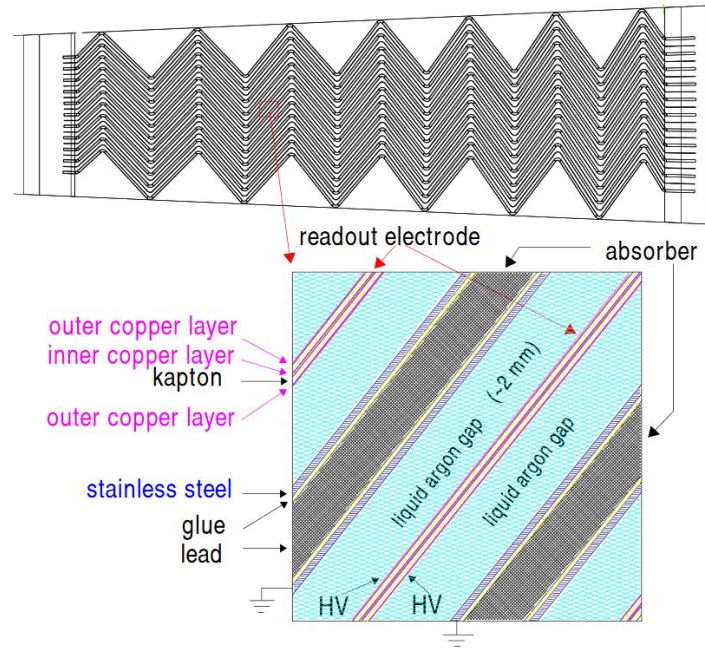 readout electrode
absorber
outer copper layer
inner copper layer
kapton
outer copper layer
(~2 mm)
liquid argon gap
liquid argon gap
stainless steel
glue
lead
HV
HV